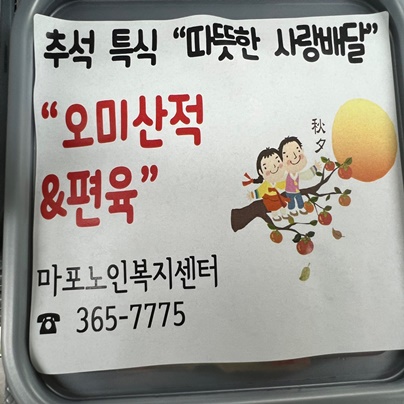 추석 특식 “따뜻한 사랑배달”
“오미산적
&편육”
秋
夕
마포노인복지센터
☎ 365-7775